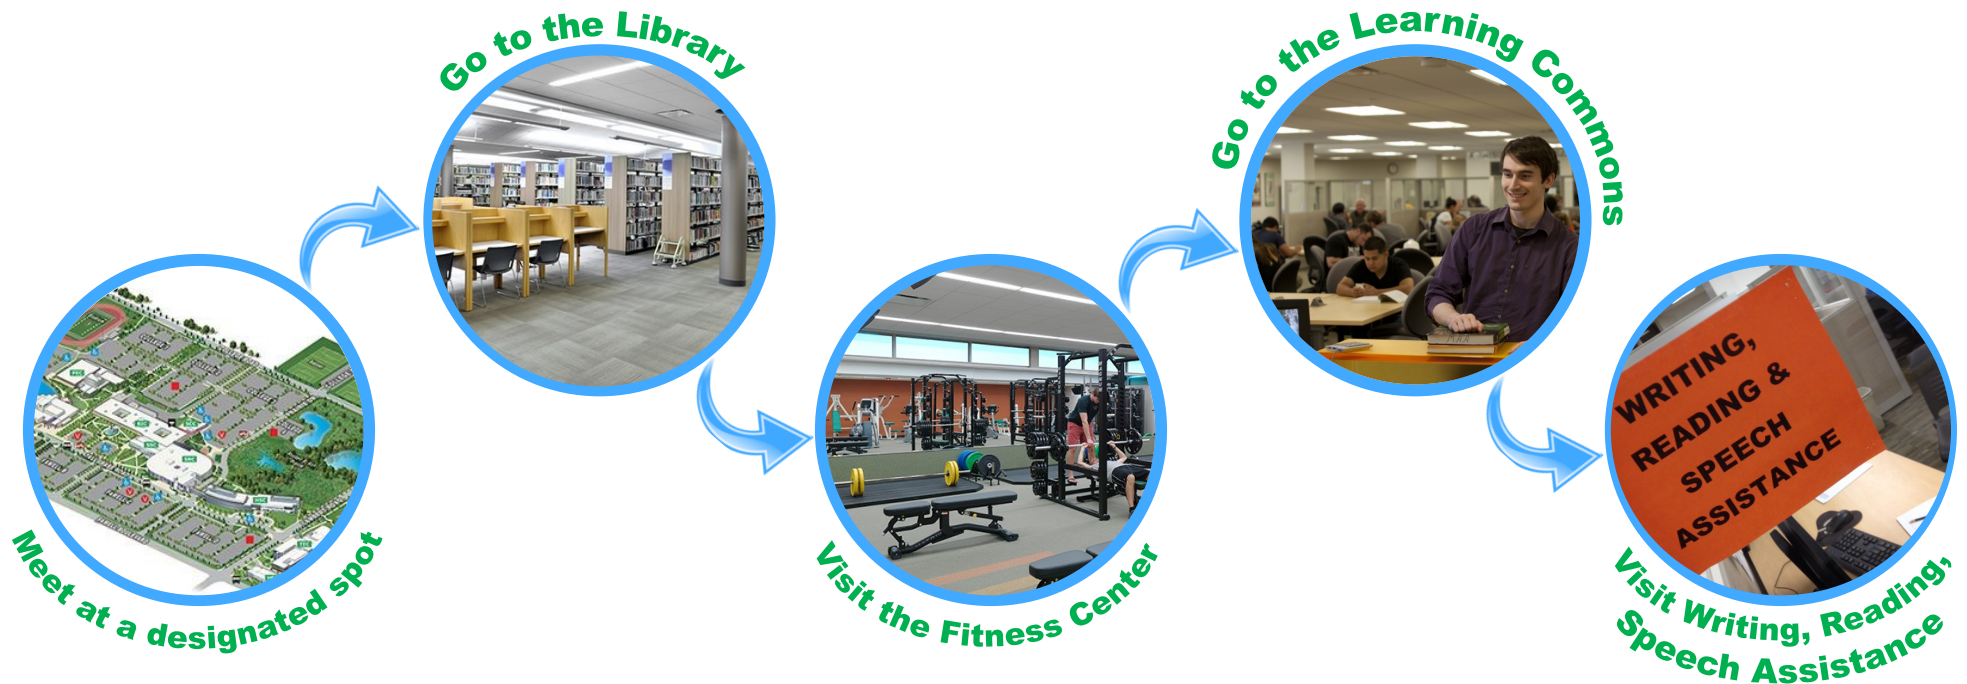 Meet at a designated spot
Go to the Library
Visit the Fitness Center
Go to the Learning Commons
WRITING,
READING &
SPEECH
ASSISTANCE
Visit Writing, Reading,
Speech Assistance